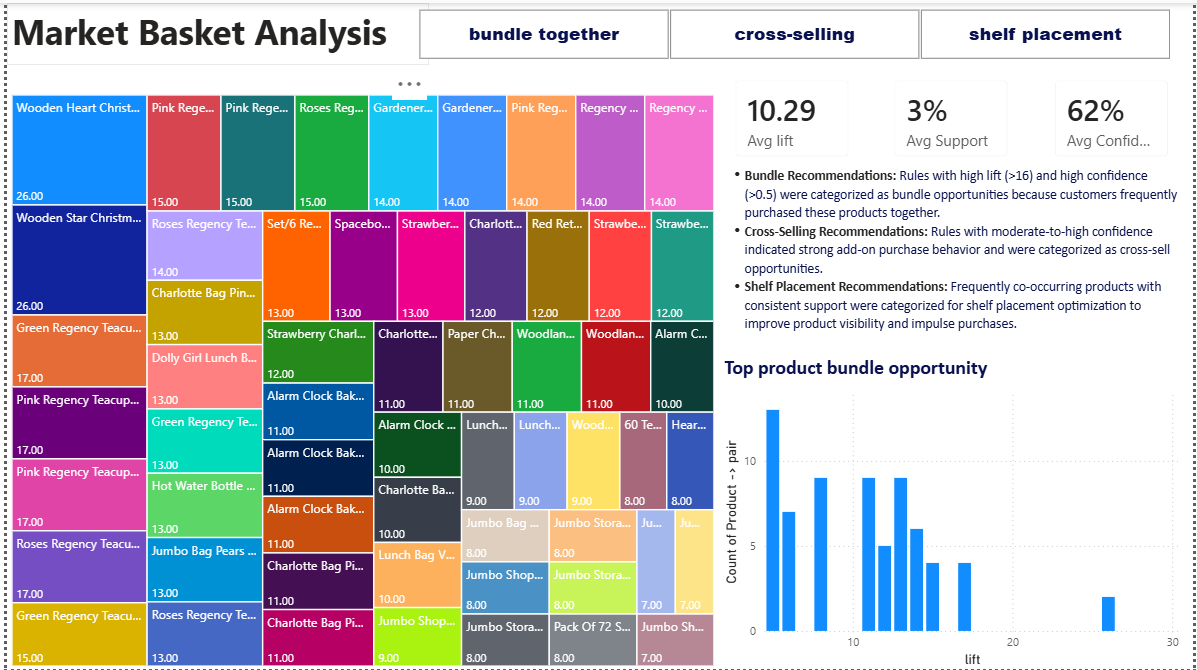 Market Basket Analysis
bundle together
cross-selling
shelf placement
Wooden Heart Christ...
26.00
Pink Rege...
15.00
Pink Rege...
15.00
Roses Reg...
15.00
Gardener...
14.00
Gardener...
14.00
Pink Reg...
14.00
Regency ...
14.00
Regency ...
14.00
Wooden Star Christm...
26.00
Green Regency Teacu...
17.00
Pink Regency Teacup...
17.00
Pink Regency Teacup...
17.00
Roses Regency Teacu...
17.00
Green Regency Teacu...
15.00
Roses Regency Te...
14.00
Charlotte Bag Pin...
13.00
Dolly Girl Lunch B...
13.00
Green Regency Te...
13.00
Hot Water Bottle ...
13.00
Jumbo Bag Pears ...
13.00
Roses Regency Te...
13.00
Set/6 Re...
13.00
Spacebo...
13.00
Strawber...
13.00
Charlott...
12.00
Red Ret...
12.00
Strawbe...
12.00
Strawbe...
12.00
Strawberry Charl...
12.00
Alarm Clock Bak...
11.00
Alarm Clock Bak...
11.00
Alarm Clock Bak...
11.00
Charlotte Bag Pi...
11.00
Charlotte Bag Pi...
11.00
Charlotte...
11.00
Paper Ch...
11.00
Woodlan...
11.00
Woodlan...
11.00
Alarm C...
10.00
Alarm Clock ...
10.00
Charlotte Ba...
10.00
Lunch Bag V...
10.00
Jumbo Shop...
9.00
Lunch...
9.00
Lunch...
9.00
Wood...
9.00
60 Te...
8.00
Hear...
8.00
Jumbo Bag ...
8.00
Jumbo Stora...
8.00
Ju...
7.00
Ju...
7.00
Jumbo Shop...
8.00
Jumbo Stora...
8.00
Jumbo Stora...
8.00
Pack Of 72 S...
8.00
Jumbo Sh...
7.00
10.29
Avg lift
3%
Avg Support
62%
Avg Confid...
• Bundle Recommendations: Rules with high lift (>16) and high confidence
(>0.5) were categorized as bundle opportunities because customers frequently
purchased these products together.
• Cross-Selling Recommendations: Rules with moderate-to-high confidence
indicated strong add-on purchase behavior and were categorized as cross-sell
opportunities.
• Shelf Placement Recommendations: Frequently co-occurring products with
consistent support were categorized for shelf placement optimization to
improve product visibility and impulse purchases.
Top product bundle opportunity
Count of Product -> pair
10
5
0
10
20
30
lift